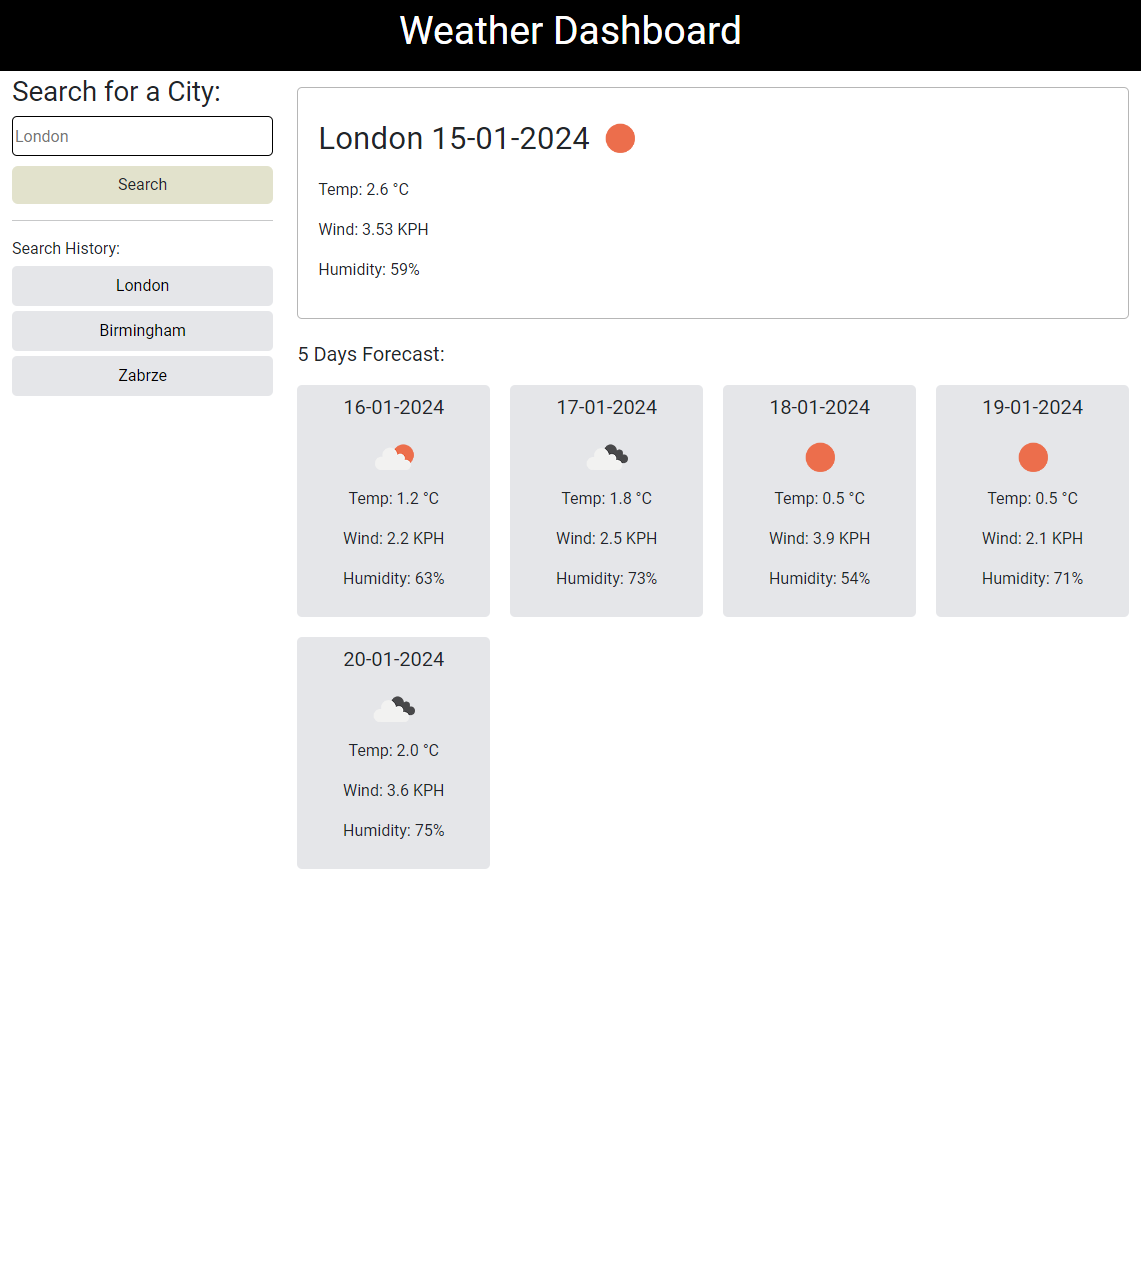 Weather Dashboard
Search for a City:
London
Search
Search History:
London
Birmingham
Zabrze
London 15-01-2024
Temp: 2.6 °C
Wind: 3.53 KPH
Humidity: 59%
5 Days Forecast:
16-01-2024
Temp: 1.2 °C
Wind: 2.2 KPH
Humidity: 63%
17-01-2024
Temp: 1.8 °C
Wind: 2.5 KPH
Humidity: 73%
18-01-2024
Temp: 0.5 °C
Wind: 3.9 KPH
Humidity: 54%
19-01-2024
Temp: 0.5 °C
Wind: 2.1 KPH
Humidity: 71%
20-01-2024
Temp: 2.0 °C
Wind: 3.6 KPH
Humidity: 75%